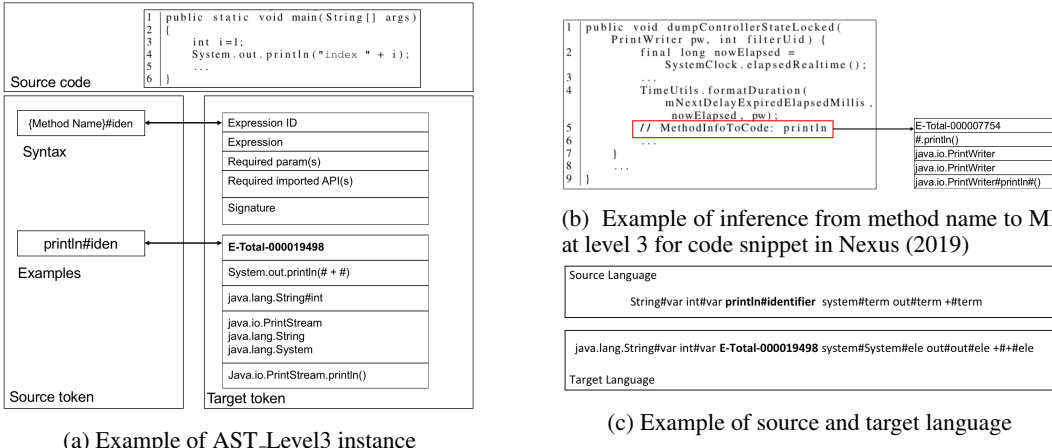 1 public static void main(String[] args)
2 {
3 int i=1;
4 System.out.println("index " + i);
5 ...
6 }
Source code
{Method Name}#iden
Syntax
println#iden
Examples
Source token
Expression ID
Expression
Required param(s)
Required imported API(s)
Signature
E-Total-000019498
System.out.println(# + #)
java.lang.String#int
java.io.PrintStream
java.lang.String
java.lang.System
Java.io.PrintStream.println()
Target token
(a) Example of AST_Level3 instance
1 public void dumpControllerStateLocked(
PrintWriter pw, int filterUid) {
2 final long nowElapsed =
SystemClock.elapsedRealtime();
3 ...
4 TimeUtils.formatDuration(
mNextDelayExpiredElapsedMillis,
nowElapsed, pw);
5 // MethodInfoToCode: println
6 ...
7 }
8 ...
9 }
E-Total-000007754
#.println()
java.io.PrintWriter
java.io.PrintWriter
java.io.PrintWriter#println#()
(b) Example of inference from method name to
at level 3 for code snippet in Nexus (2019)
Source Language
String#var int#var println#identifier system#term out#term +#term
java.lang.String#var int#var E-Total-000019498 system#System#ele out#out#ele +#+#ele
Target Language
(c) Example of source and target language